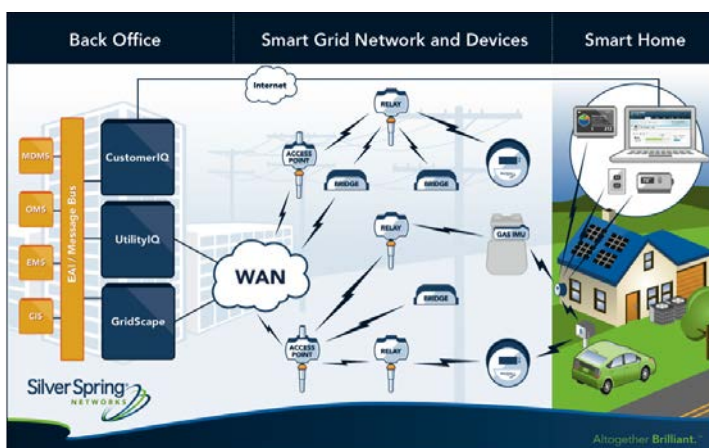 Back Office
Smart Grid Network and Devices
Smart Home
Internet
MDMS
OMS
EMS
CIS
EAI / Message Bus
CustomerIQ
UtilityIQ
GridScape
WAN
ACCESS
POINT
RELAY
BRIDGE
BRIDGE
RELAY
GAS IMU
BRIDGE
ACCESS
POINT
RELAY
Silver Spring
NETWORKS
Altogether Brilliant.